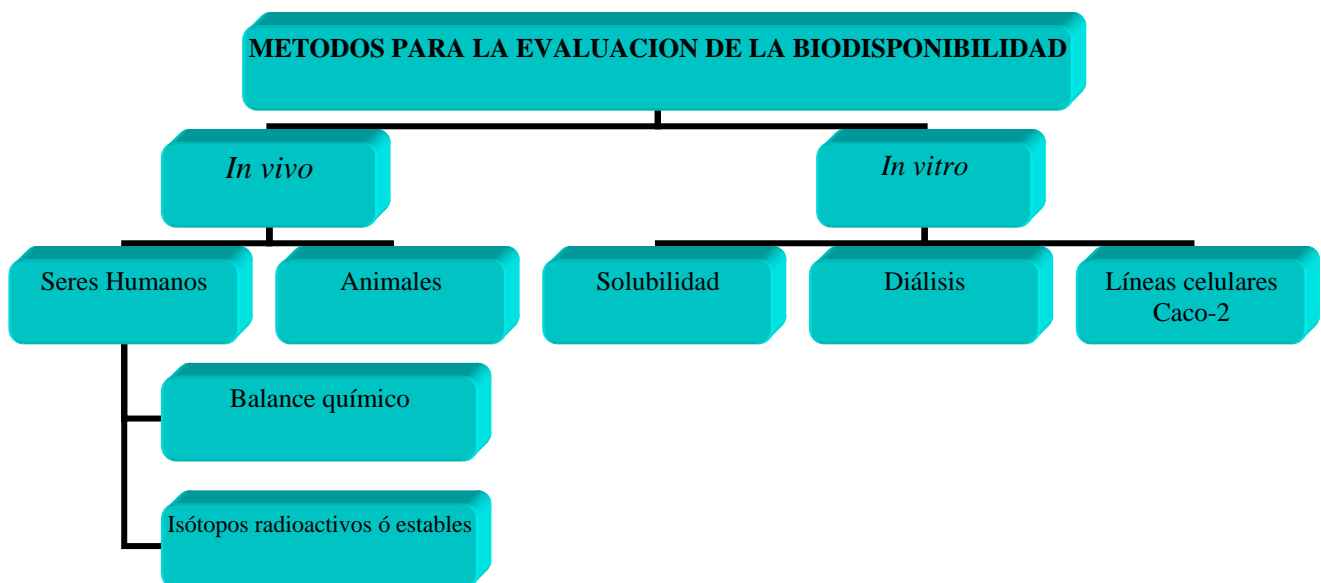 METODOS PARA LA EVALUACION DE LA BIODISPONIBILIDAD
In vivo
In vitro
Seres Humanos
Animales
Solubilidad
Diálisis
Líneas celulares
Caco-2
Balance químico
Isótopos radioactivos ó estables